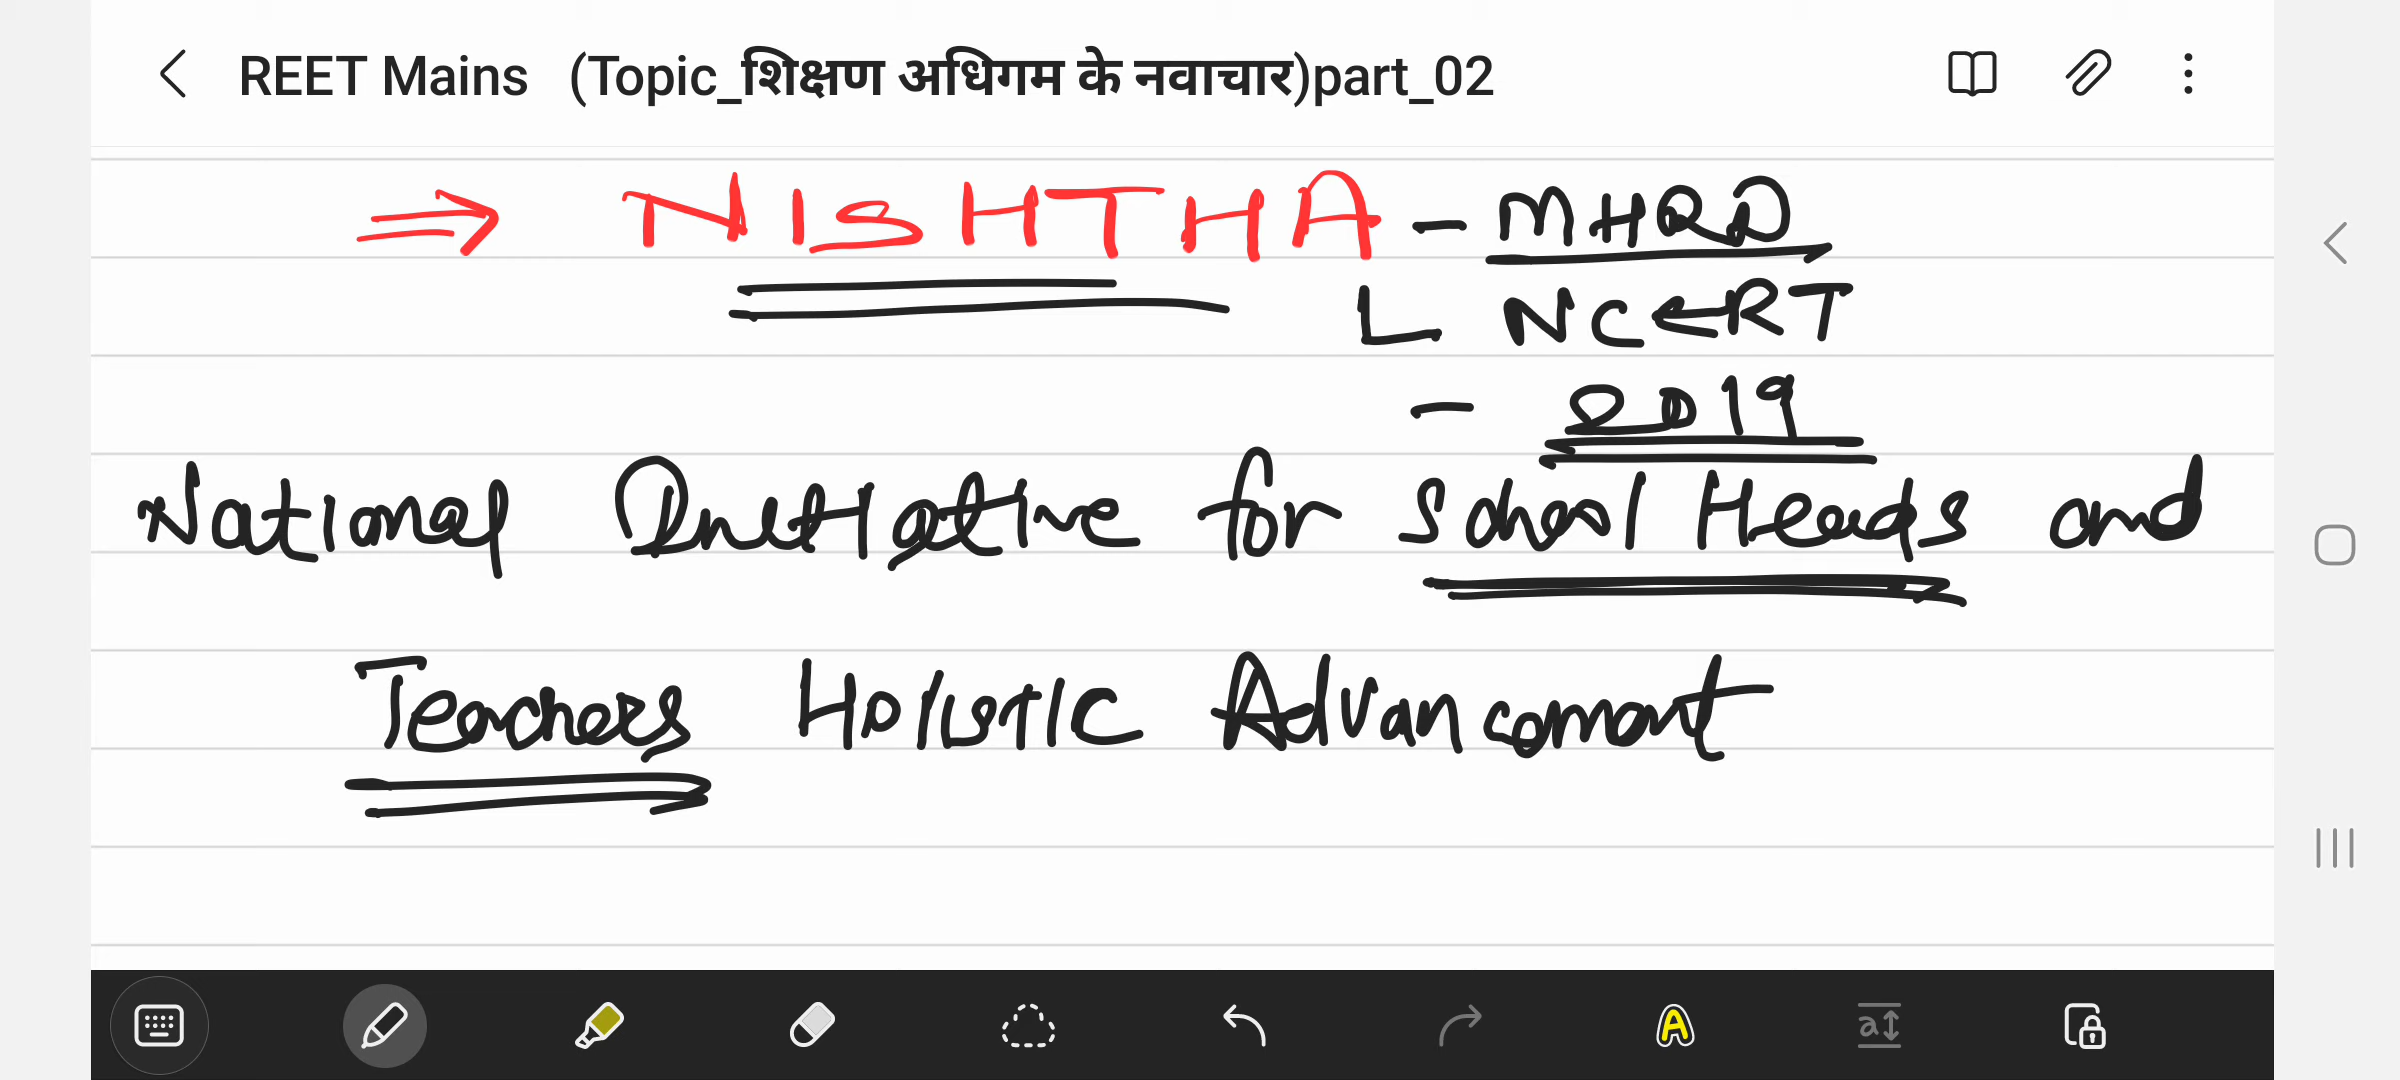 REET Mains (Topic_शिक्षण अधिगम के नवाचार)part_02
⇒ NISHTHA - MHRD
NCERT
- 2019
National Initiative for School Heads and
Teachers Holistic Advancement